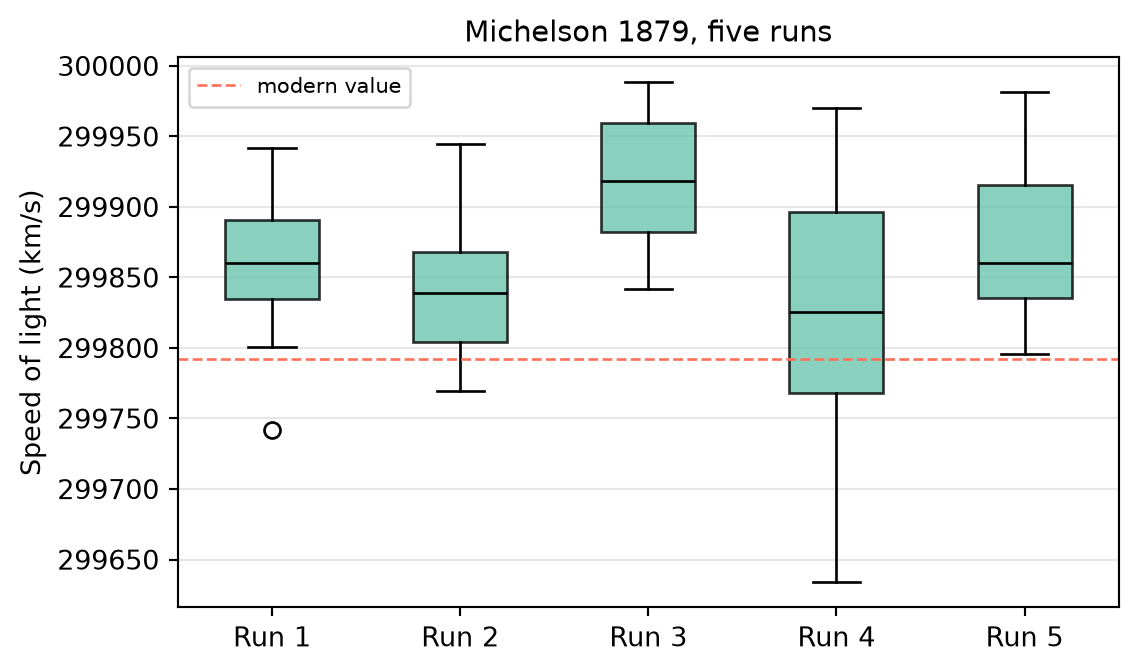 Michelson 1879, five runs
modern value
Speed of light (km/s)
300000
299950
299900
299850
299800
299750
299700
299650
Run 1 Run 2 Run 3 Run 4 Run 5